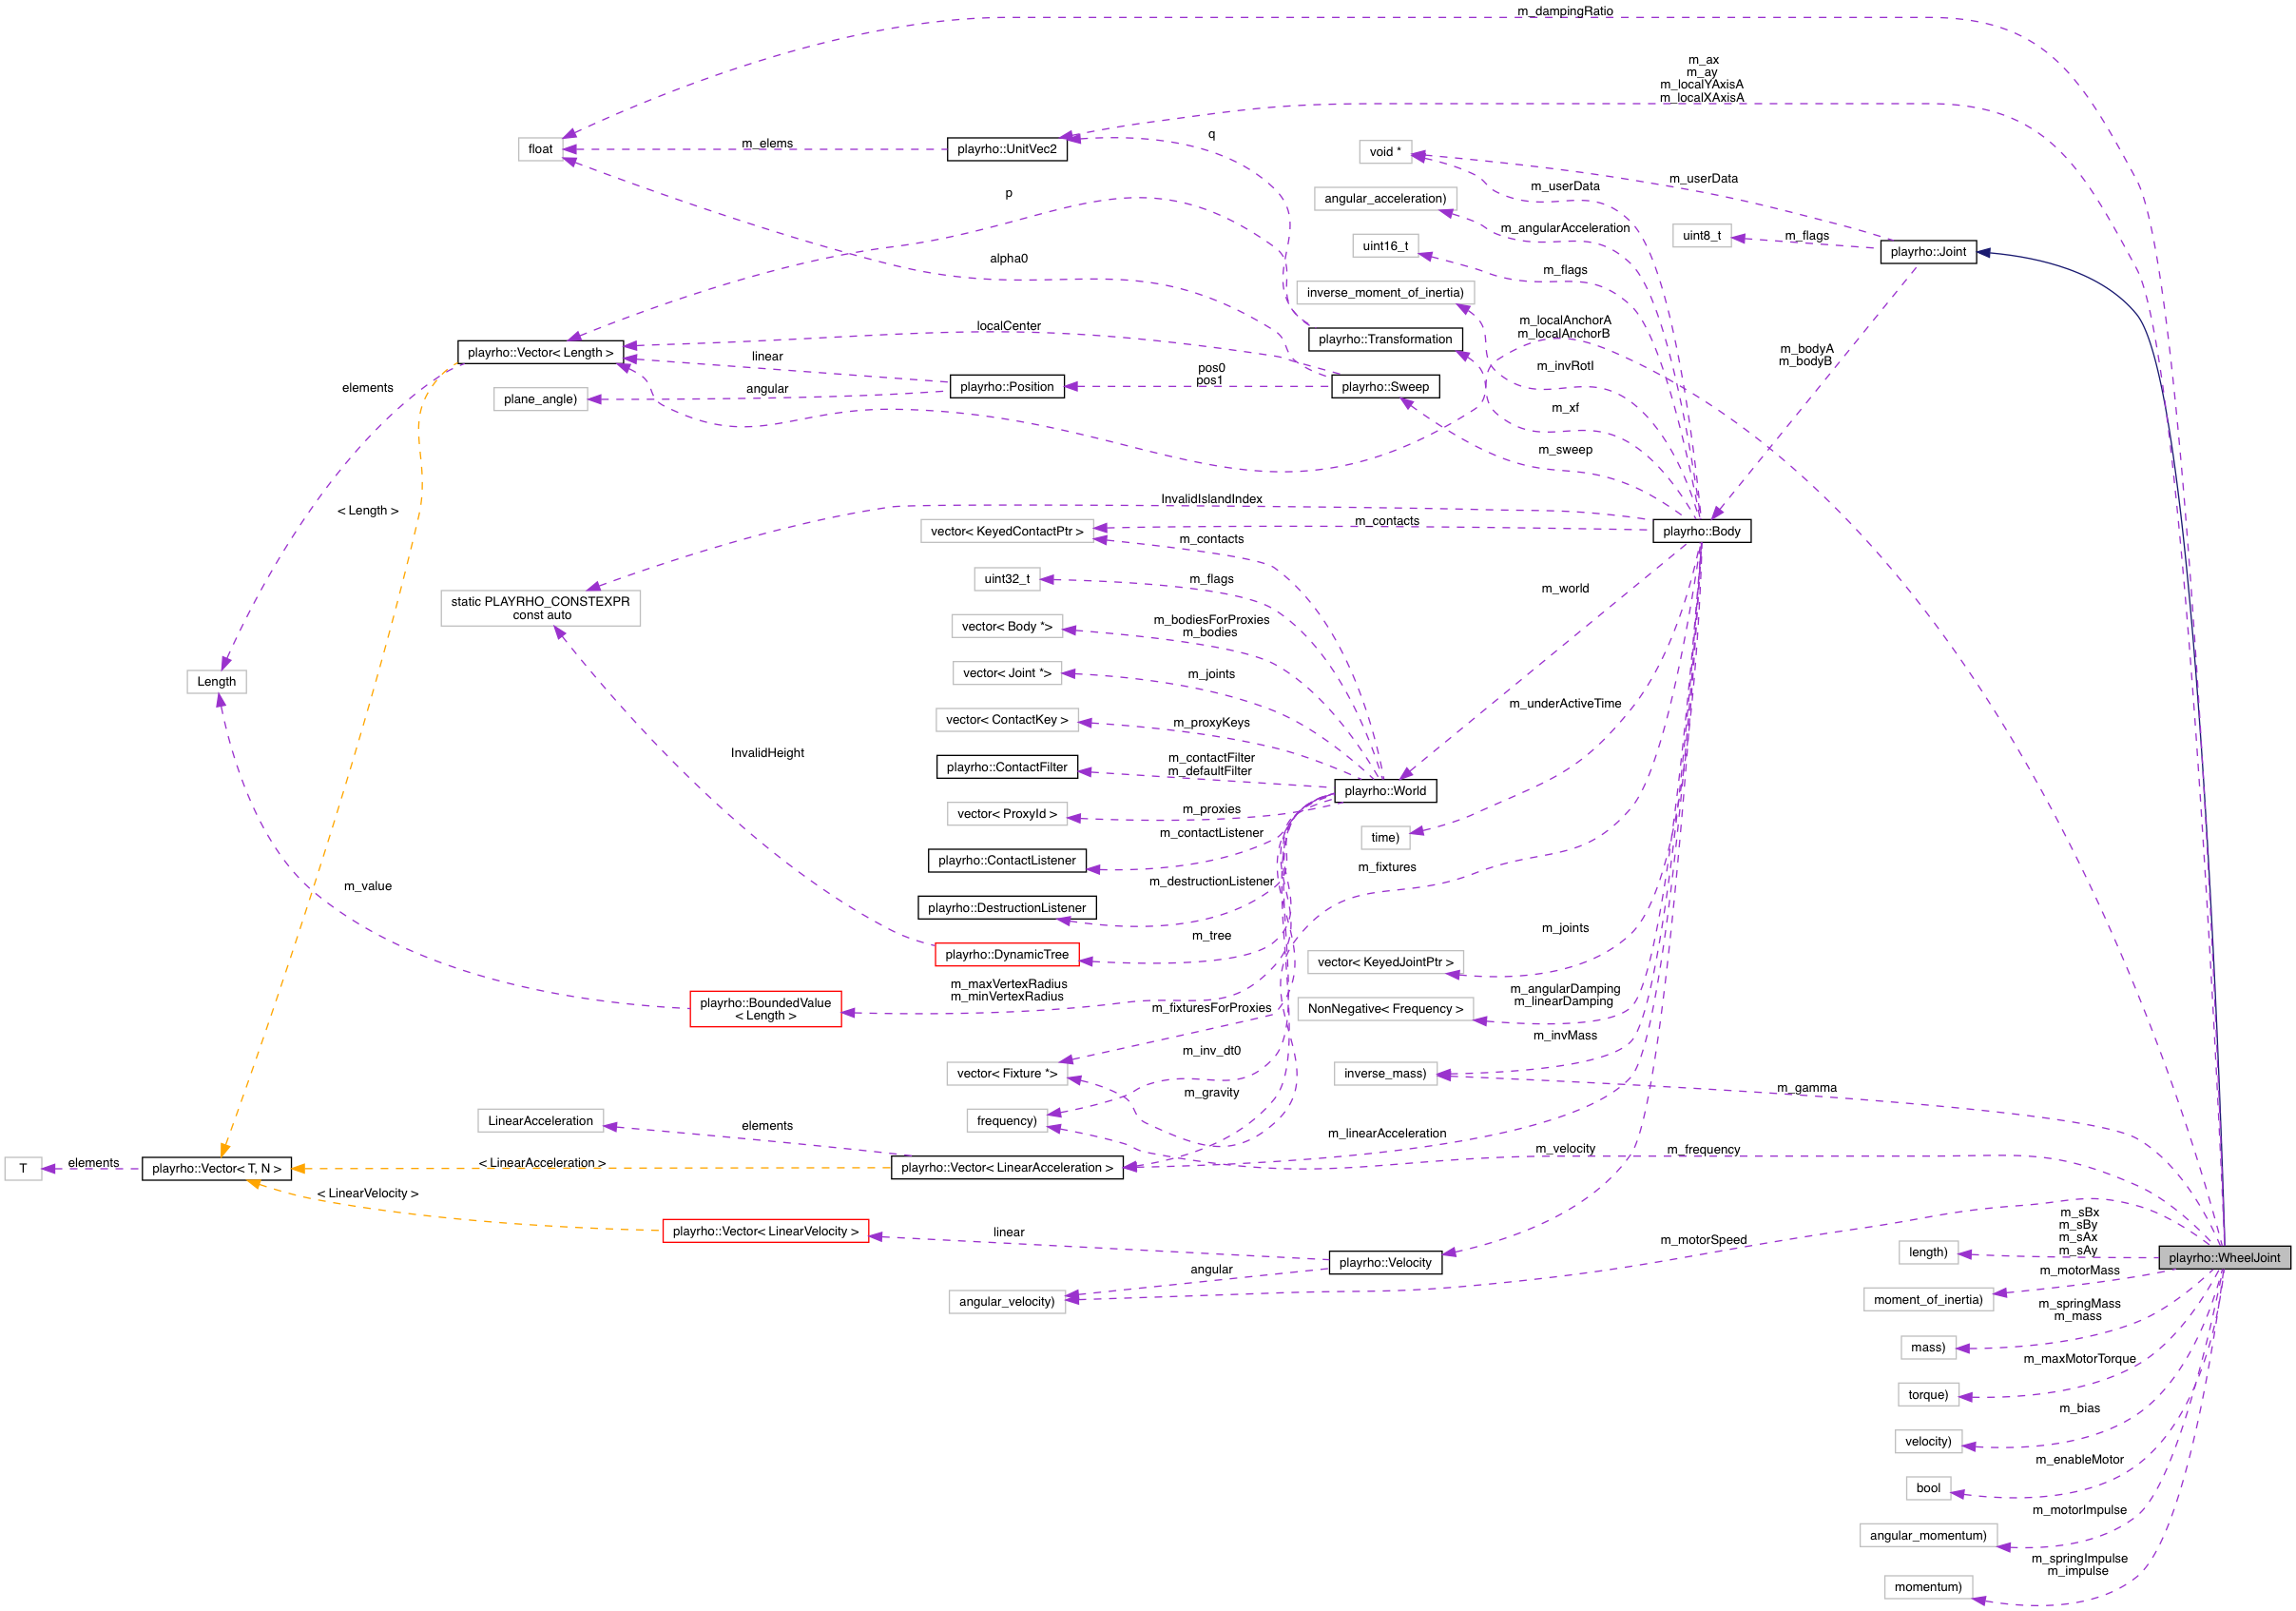 m_dampingRatio
m_ax
m_ay
m_localYAxisA
m_localXAxisA
float
m_elems
playrho::UnitVec2
q
void *
m_userData
m_userData
angular_acceleration)
m_angularAcceleration
uint8_t
m_flags
playrho::Joint
uint16_t
p
alpha0
m_flags
inverse_moment_of_inertia)
localCenter
playrho::Transformation
m_localAnchorA
m_localAnchorB
m_bodyA
m_bodyB
playrho::Vector< Length >
linear
m_invRotI
elements
plane_angle)
angular
playrho::Position
pos0
pos1
playrho::Sweep
m_xf
m_sweep
< Length >
InvalidIslandIndex
vector< KeyedContactPtr >
m_contacts
playrho::Body
m_contacts
uint32_t
m_flags
m_world
static PLAYRHO_CONSTEXPR
const auto
vector< Body *>
m_bodiesForProxies
m_bodies
Length
vector< Joint *>
m_joints
m_underActiveTime
vector< ContactKey >
m_proxyKeys
InvalidHeight
playrho::ContactFilter
m_contactFilter
m_defaultFilter
playrho::World
vector< ProxyId >
m_proxies
time)
m_contactListener
playrho::ContactListener
m_fixtures
m_value
m_destructionListener
playrho::DestructionListener
m_joints
m_tree
playrho::DynamicTree
vector< KeyedJointPtr >
m_maxVertexRadius
m_minVertexRadius
m_angularDamping
m_linearDamping
playrho::BoundedValue
< Length >
m_fixturesForProxies
NonNegative< Frequency >
m_invMass
m_inv_dt0
vector< Fixture *>
inverse_mass)
m_gamma
m_gravity
LinearAcceleration
elements
frequency)
m_linearAcceleration
m_velocity
m_frequency
T
elements
playrho::Vector< T, N >
< LinearAcceleration >
playrho::Vector< LinearAcceleration >
< LinearVelocity >
m_sBx
m_sBy
m_sAx
m_sAy
playrho::Vector< LinearVelocity >
linear
m_motorSpeed
length)
playrho::WheelJoint
playrho::Velocity
angular
m_motorMass
angular_velocity)
moment_of_inertia)
m_springMass
m_mass
mass)
m_maxMotorTorque
torque)
m_bias
velocity)
m_enableMotor
bool
m_motorImpulse
angular_momentum)
m_springImpulse
m_impulse
momentum)